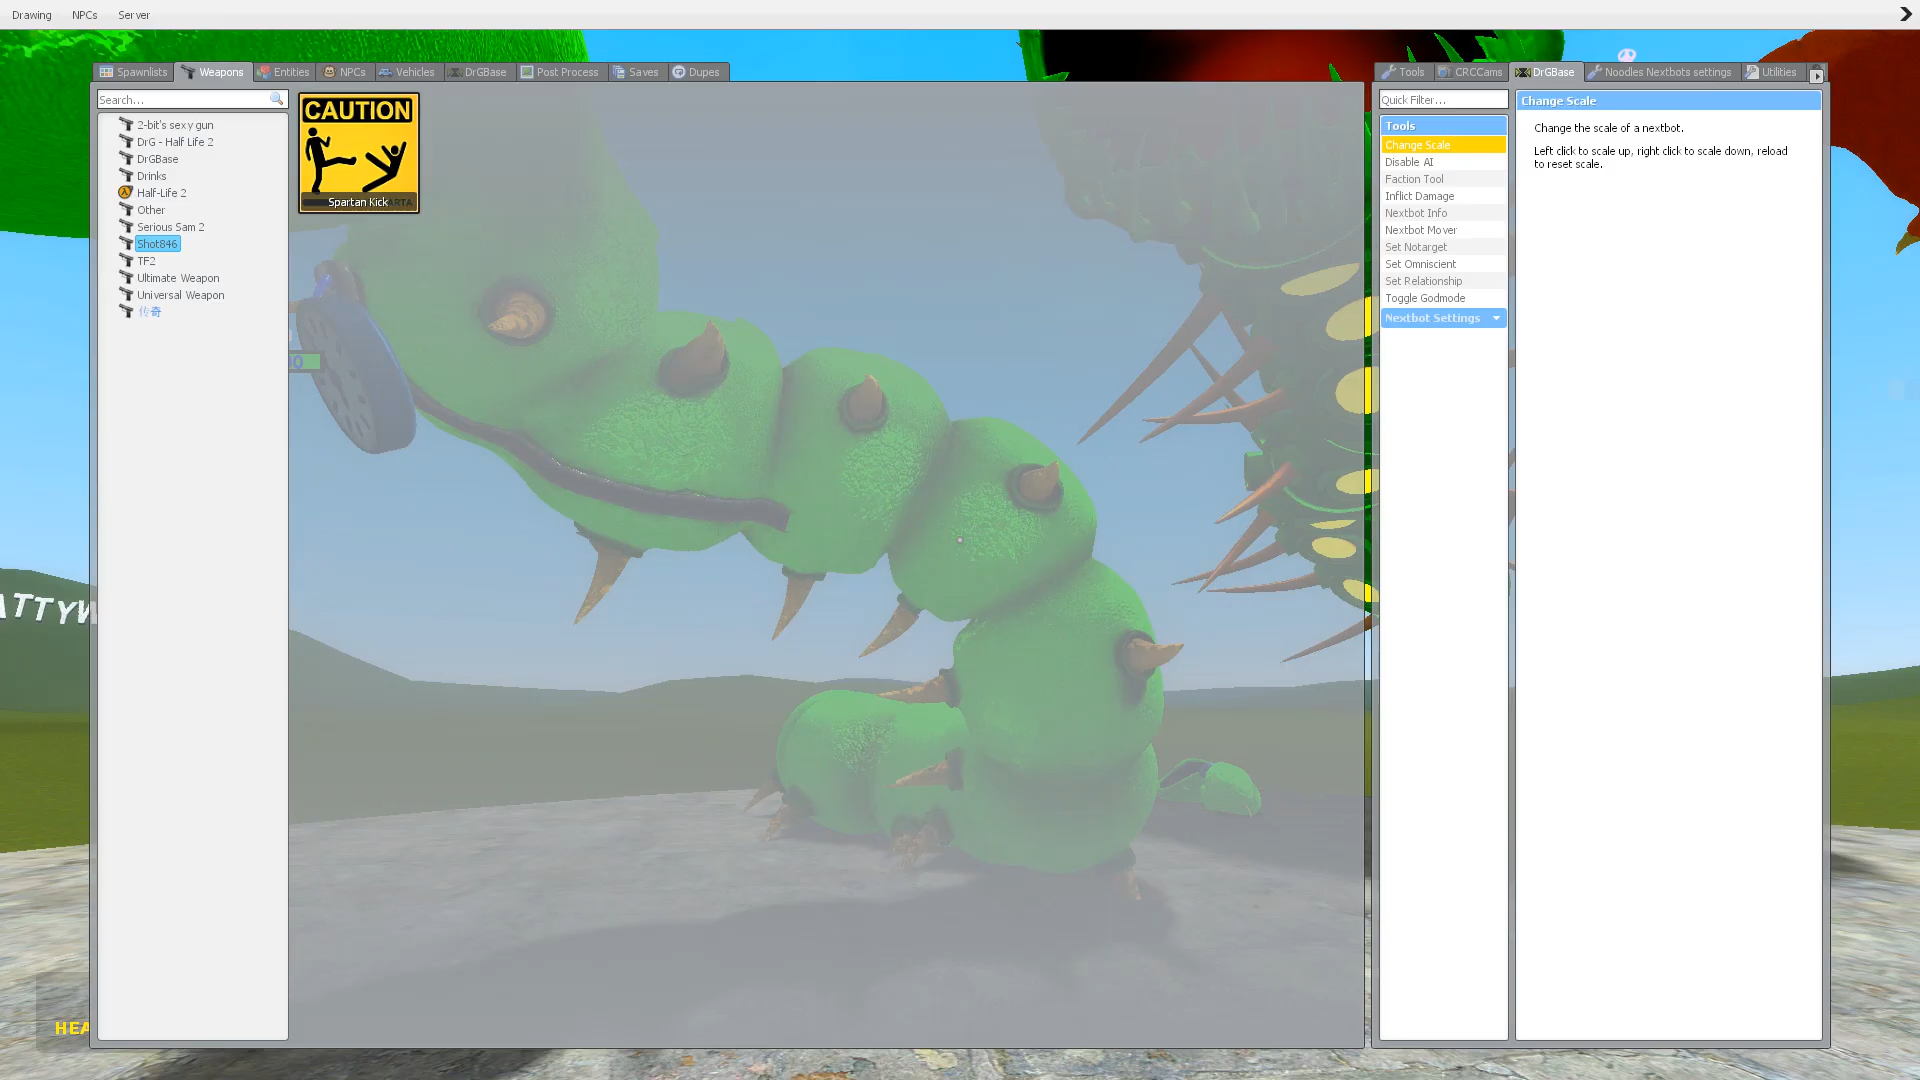 Drawing NPCs Server
Spawnlists Weapons Entities NPCs Vehicles DrGBase Post Process Saves Dupes
Search...
2-bit's sexy gun
DrG - Half Life 2
DrGBase
Drinks
Half-Life 2
Other
Serious Sam 2
Shot846
TF2
Ultimate Weapon
Universal Weapon
传奇
CAUTION
Spartan Kick
ATTYW
HEA
Tools CRCCams DrGBase Noodles Nextbots settings Utilities
Quick Filter...
Tools
Change Scale
Disable AI
Faction Tool
Inflict Damage
Nextbot Info
Nextbot Mover
Set Notarget
Set Omniscient
Set Relationship
Toggle Godmode
Nextbot Settings
Change Scale
Change the scale of a nextbot.
Left click to scale up, right click to scale down, reload
to reset scale.